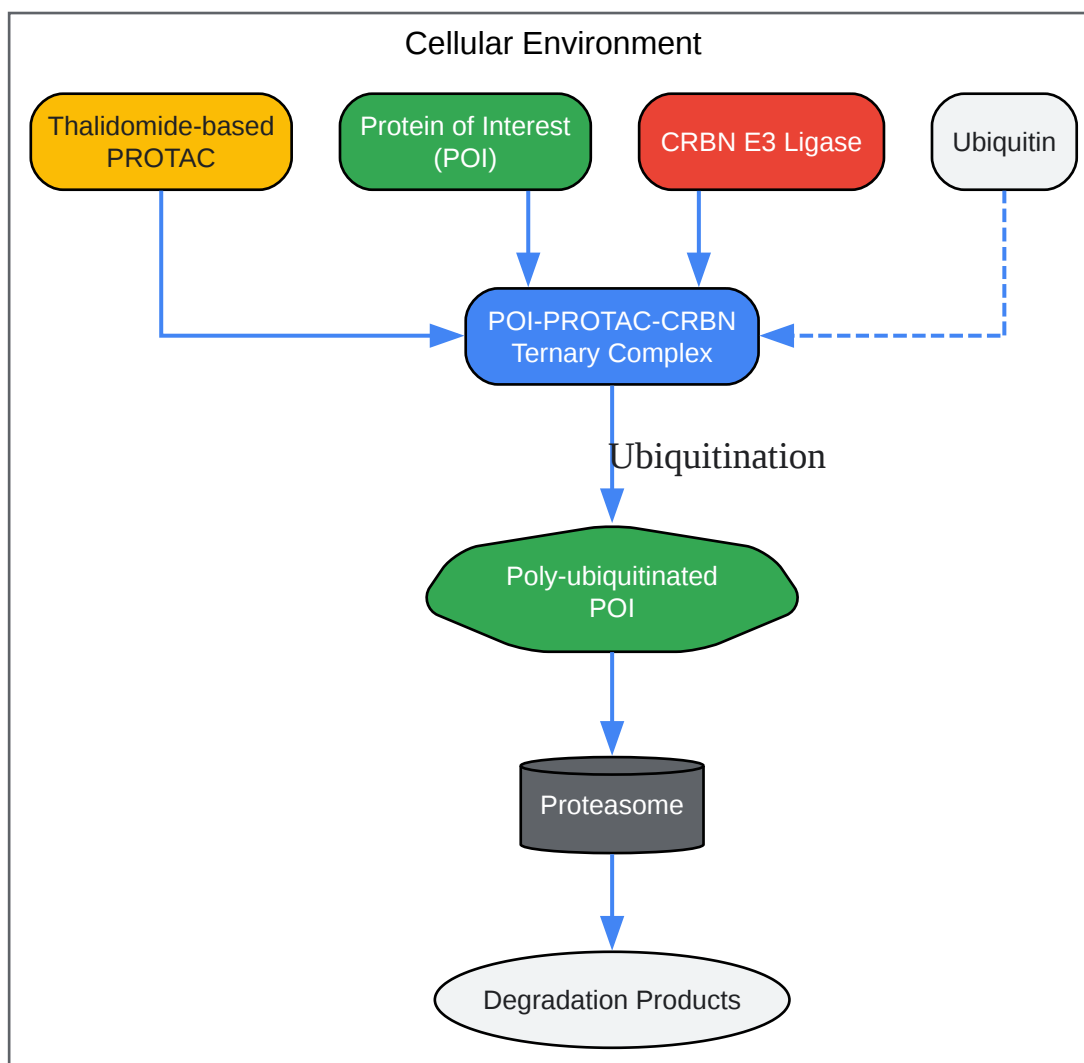 Cellular Environment
Thalidomide-based
PROTAC
Protein of Interest
(POI)
CRBN E3 Ligase
Ubiquitin
POI-PROTAC-CRBN
Ternary Complex
Ubiquitination
Poly-ubiquitinated
POI
Proteasome
Degradation Products